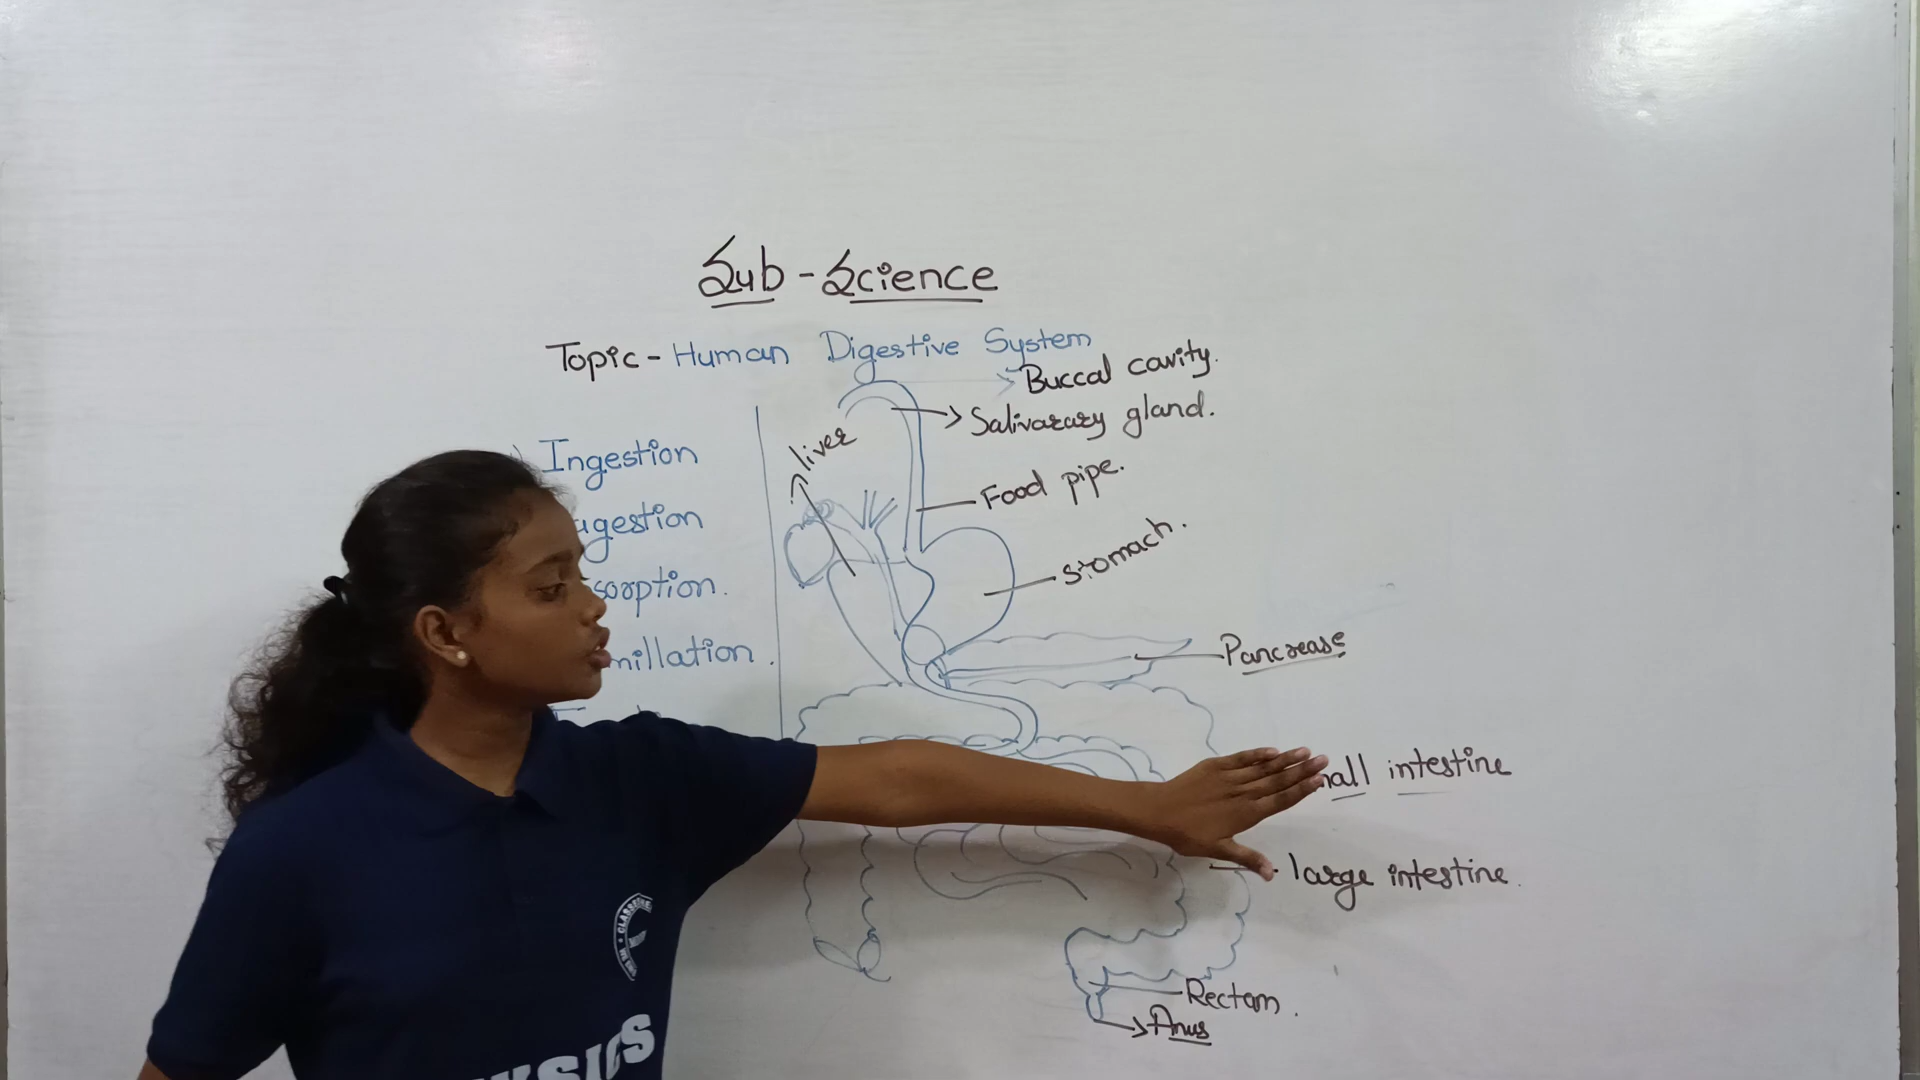 Sub - Science
Topic - Human Digestive System
Buccal cavity.
Salivarary gland.
liver
Ingestion
Food pipe.
stomach.
Pancrease
intestine
large intestine.
Rectom.
Anus